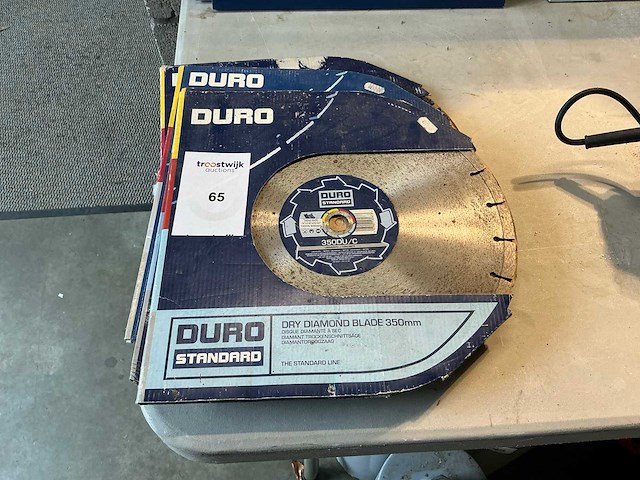 DURO
DURO
troostwijk
auctions
65
DURO
STANDARD
350DU/C
DURO
STANDARD
DRY DIAMOND BLADE 350mm
DISQUE DIAMANTÉ À SEC
DIAMANT TROCKENSCHNITTSÄGE
DIAMANTDROOGZAAG
THE STANDARD LINE